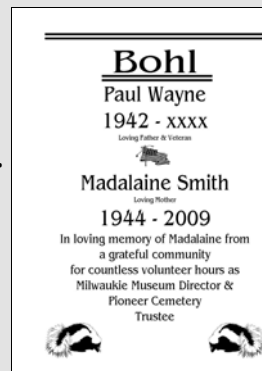 Bohl
Paul Wayne
1942 - xxxx
Loving Father & Veteran
Madalaine Smith
Loving Mother
1944 - 2009
In loving memory of Madalaine from
a grateful community
for countless volunteer hours as
Milwaukie Museum Director &
Pioneer Cemetery
Trustee